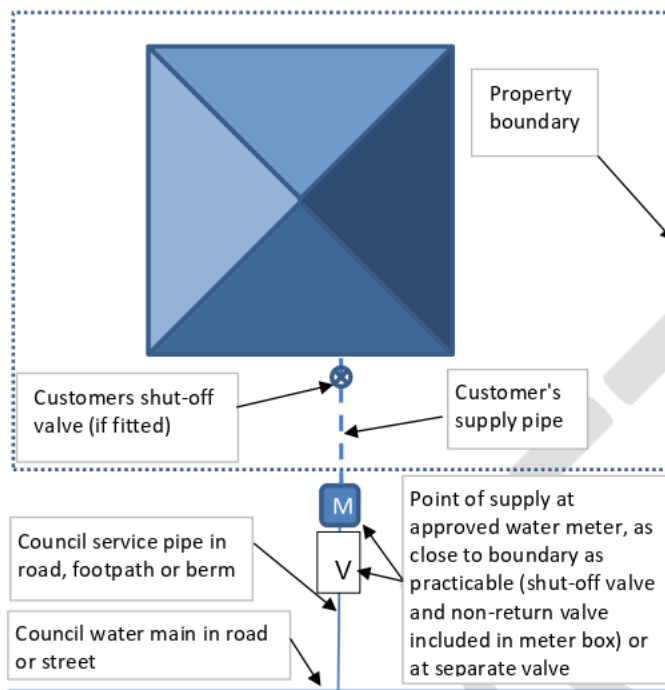 Property
boundary
Customers shut-off
valve (if fitted)
Customer's
supply pipe
M
Point of supply at
approved water meter, as
close to boundary as
practicable (shut-off valve
and non-return valve
included in meter box) or
at separate valve
Council service pipe in
road, footpath or berm
V
Council water main in road
or street